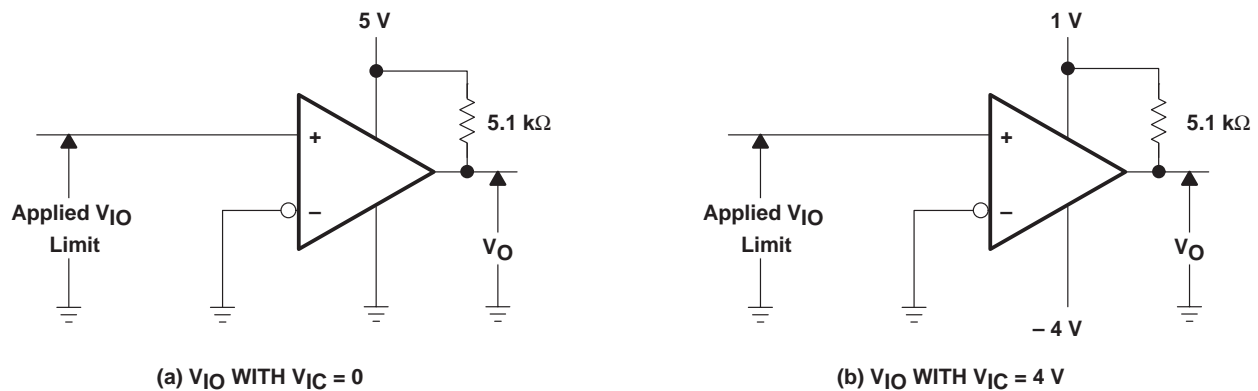 5 V
5.1 kΩ
+
−
Applied VIO
Limit
VO
(a) VIO WITH VIC = 0
1 V
5.1 kΩ
+
−
Applied VIO
Limit
VO
– 4 V
(b) VIO WITH VIC = 4 V